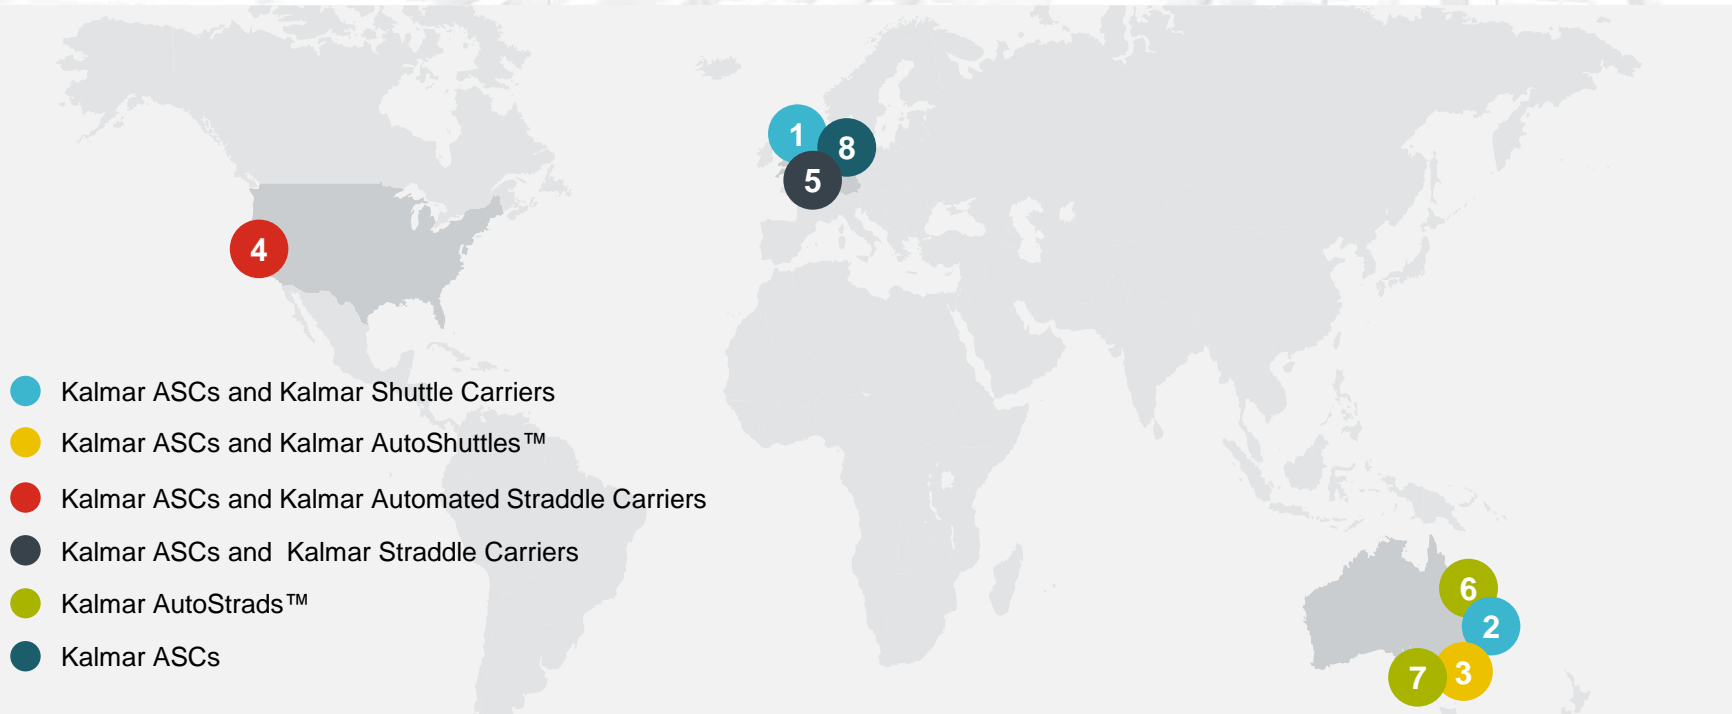 1
8
5
4
Kalmar ASCs and Kalmar Shuttle Carriers
Kalmar ASCs and Kalmar AutoShuttles™
Kalmar ASCs and Kalmar Automated Straddle Carriers
Kalmar ASCs and  Kalmar Straddle Carriers
Kalmar AutoStrads™
Kalmar ASCs
6
2
3
7